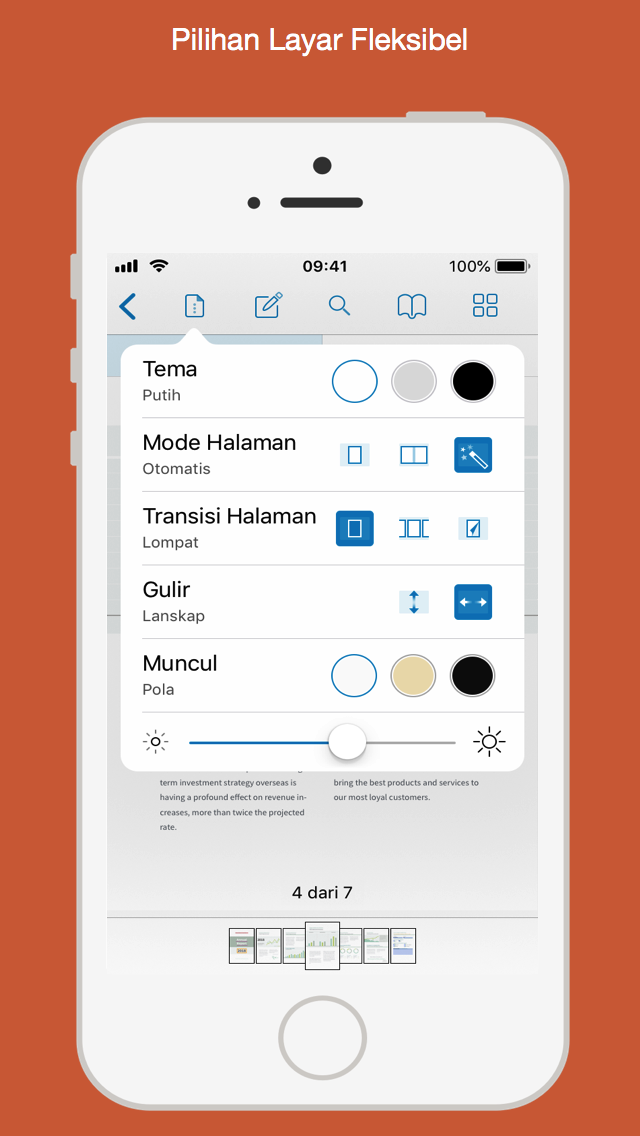 Pilihan Layar Fleksibel
09:41
100%
Tema
Putih
Mode Halaman
Otomatis
Transisi Halaman
Lompat
Gulir
Lanskap
Muncul
Pola
term investment strategy overseas is
having a profound effect on revenue in-
creases, more than twice the projected
rate.
bring the best products and services to
our most loyal customers.
4 dari 7